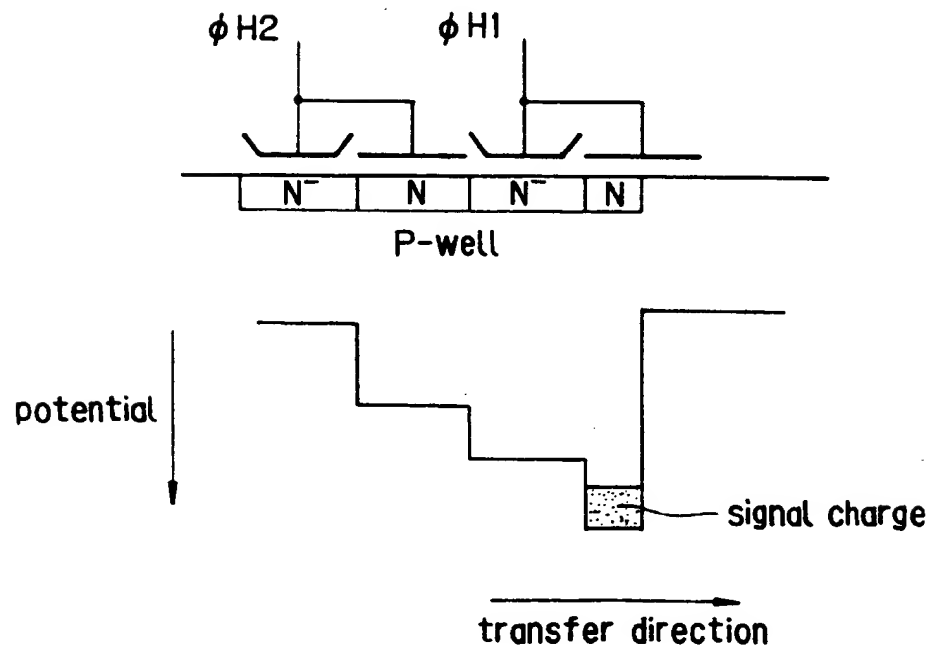 φH2 φH1
N⁻ N N⁻ N
P-well
potential
signal charge
transfer direction